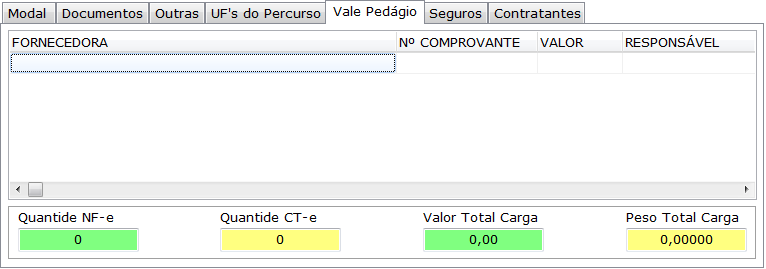 Modal Documentos Outras UF's do Percurso Vale Pedágio Seguros Contratantes
FORNECEDORA Nº COMPROVANTE VALOR RESPONSÁVEL
Quantide NF-e Quantide CT-e Valor Total Carga Peso Total Carga
0 0 0,00 0,00000